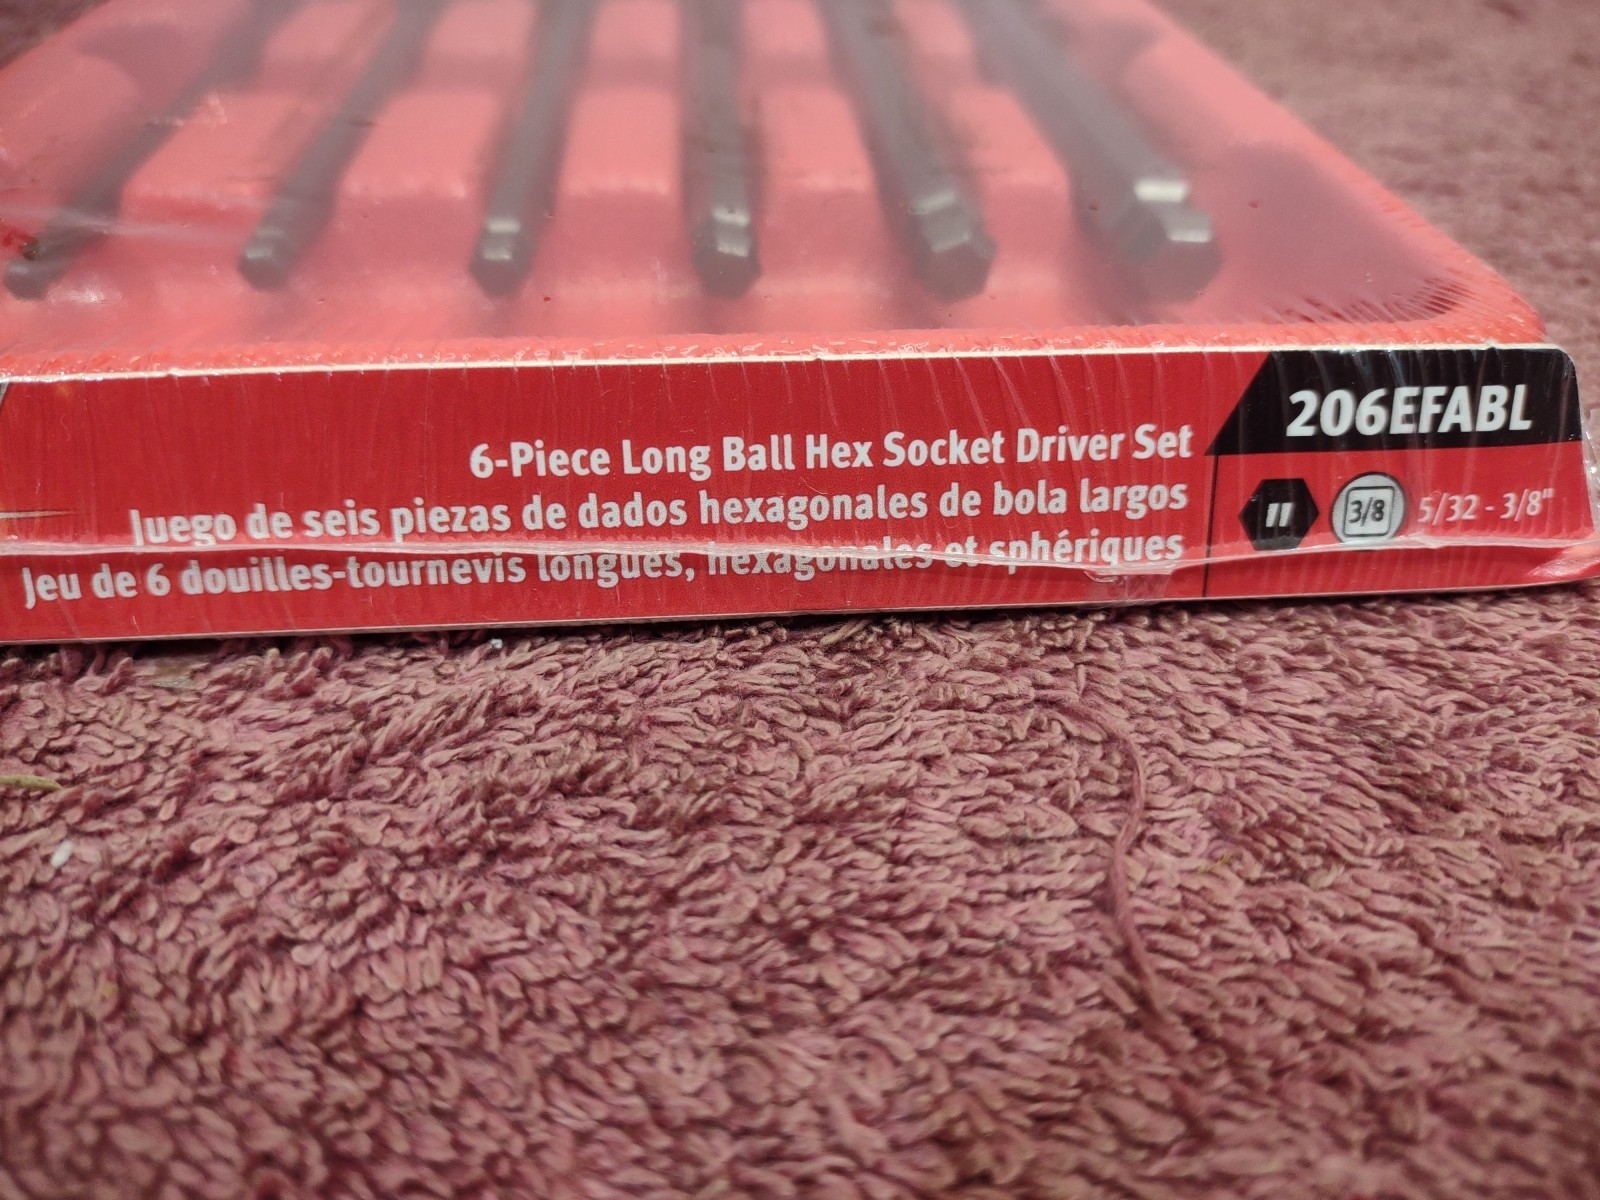 206EFABL
6-Piece Long Ball Hex Socket Driver Set
Juego de seis piezas de dados hexagonales de bola largos
Jeu de 6 douilles-tournevis longues, hexagonales et sphériques
" 3/8 5/32 - 3/8"